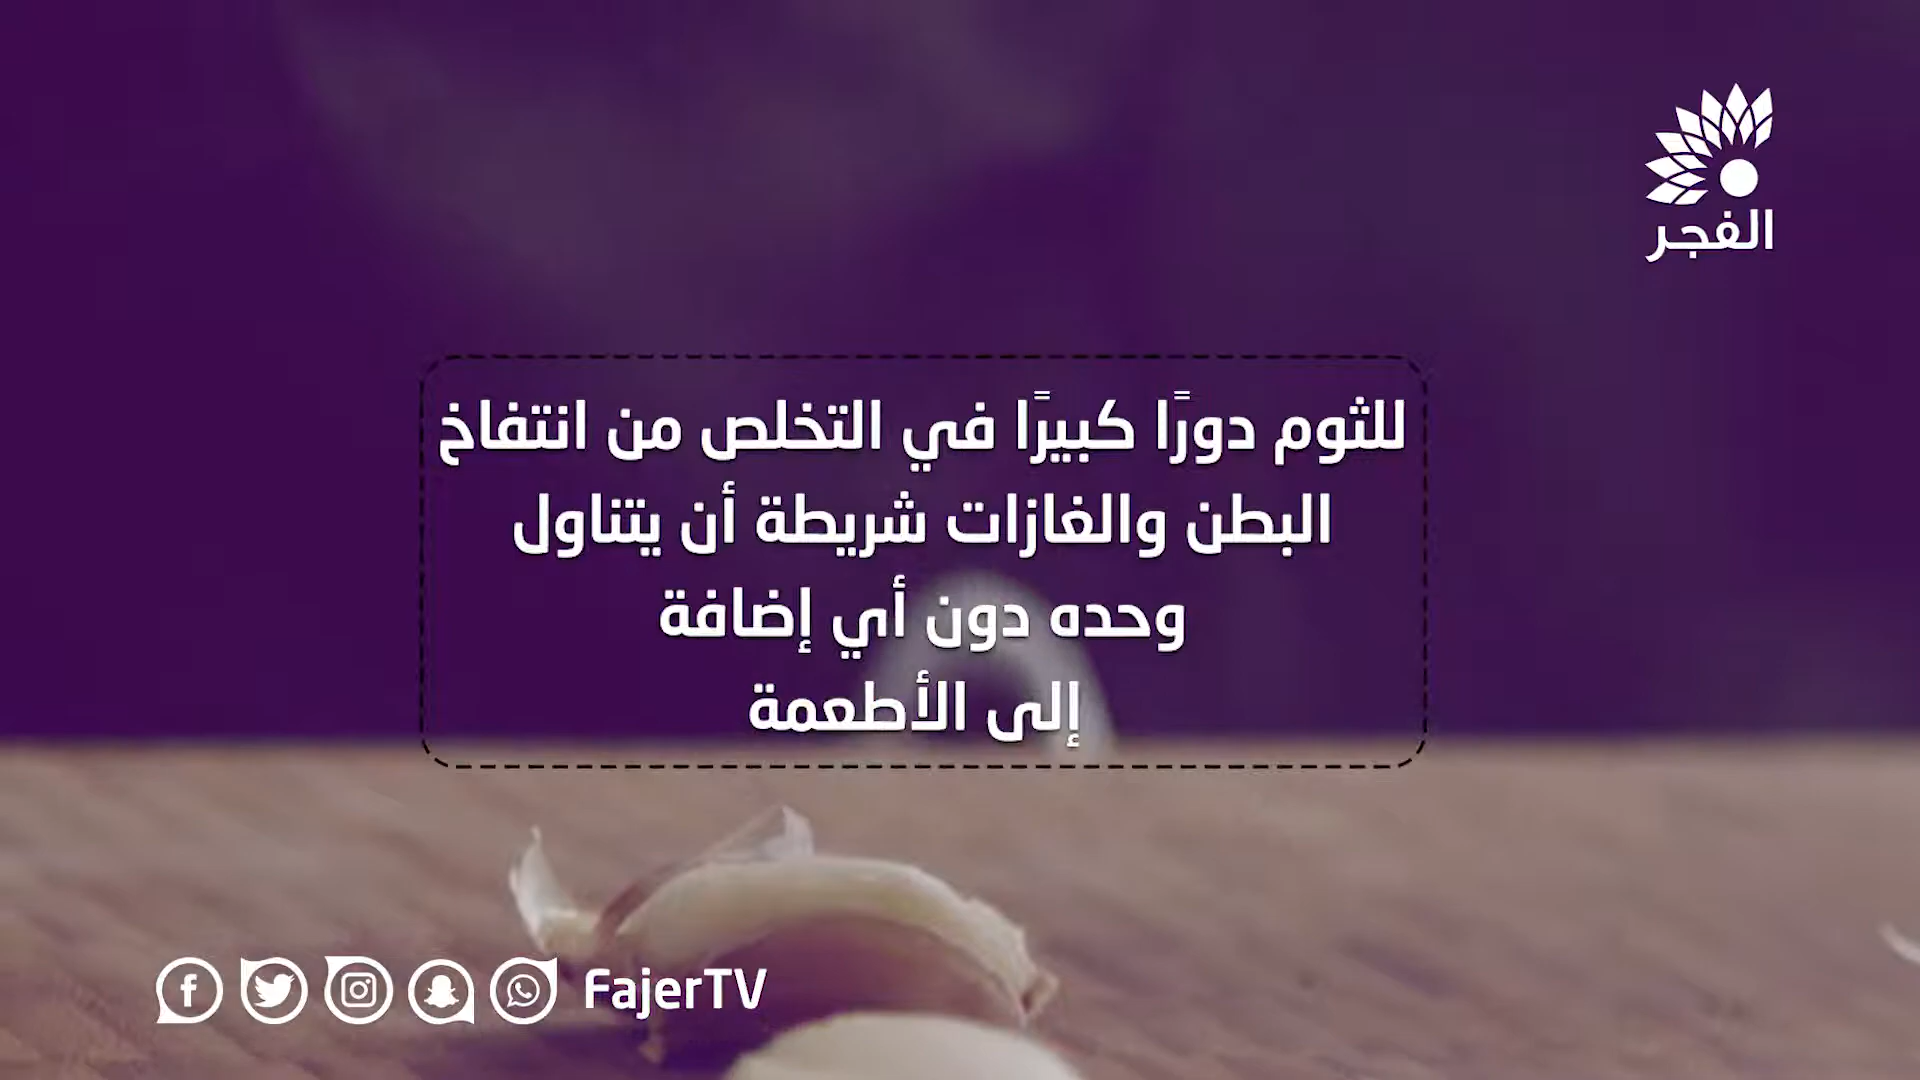 الفجر
للثوم دورًا كبيرًا في التخلص من انتفاخ
البطن والغازات شريطة أن يتناول
وحده دون أي إضافة
إلى الأطعمة
FajerTV